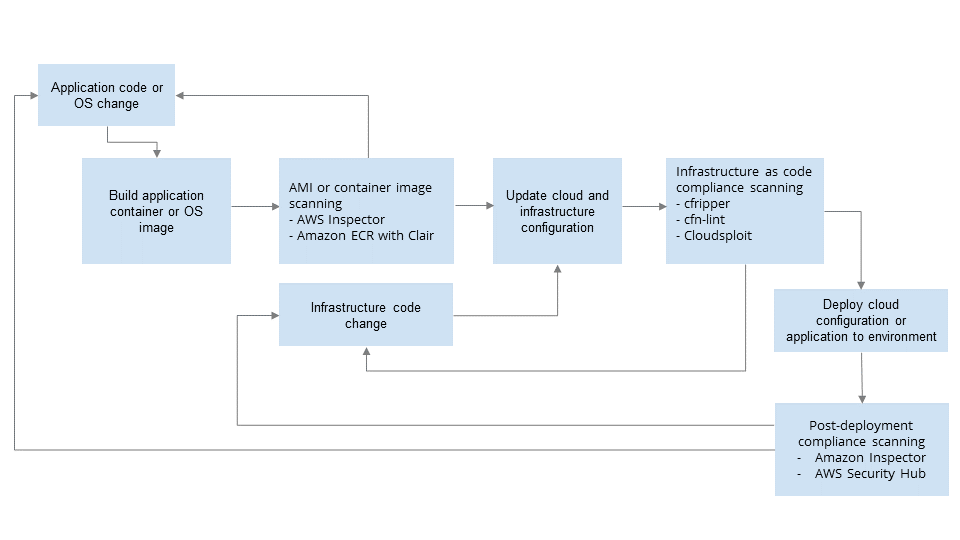 Application code or
OS change
Build application
container or OS
image
AMI or container image
scanning
- AWS Inspector
- Amazon ECR with Clair
Update cloud and
infrastructure
configuration
Infrastructure as code
compliance scanning
- cfripper
- cfn-lint
- Cloudsploit
Infrastructure code
change
Deploy cloud
configuration or
application to environment
Post-deployment
compliance scanning
- Amazon Inspector
- AWS Security Hub